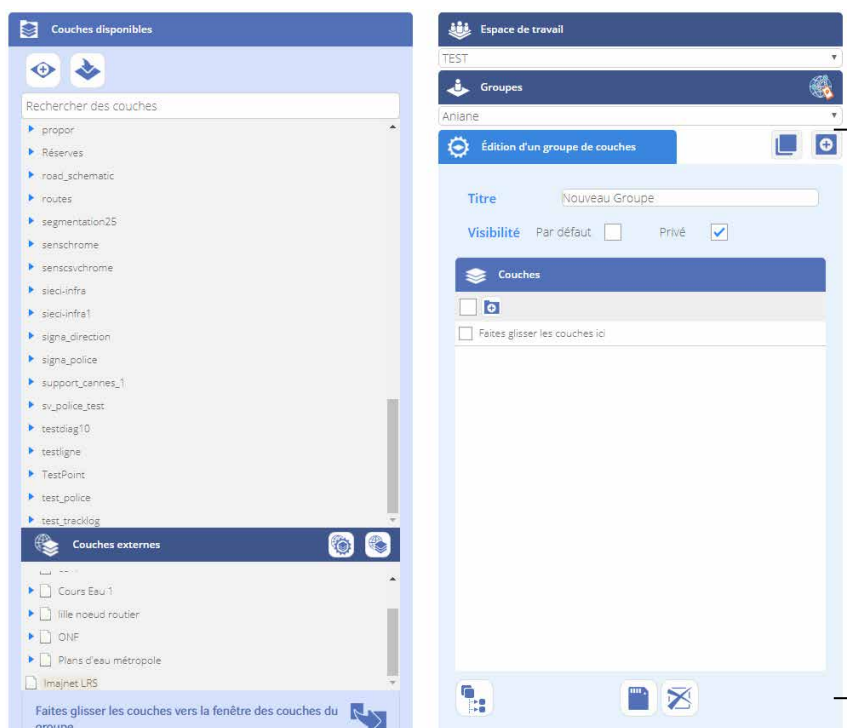 Couches disponibles
Rechercher des couches
propor
Réserves
road_schematic
routes
segmentation25
senschrome
senscsvchrome
sieci-infra
sieci-infra1
signa_direction
signa_police
support_cannes_1
sv_police_test
testdiag10
testligne
TestPoint
test_police
test_tracklog
Couches externes
Cours Eau 1
lille noeud routier
ONF
Plans d'eau métropole
Imajnet LRS
Faites glisser les couches vers la fenêtre des couches du
groupe
Espace de travail
TEST
Groupes
Aniane
Édition d'un groupe de couches
Titre Nouveau Groupe
Visibilité Par défaut Privé
Couches
Faites glisser les couches ici